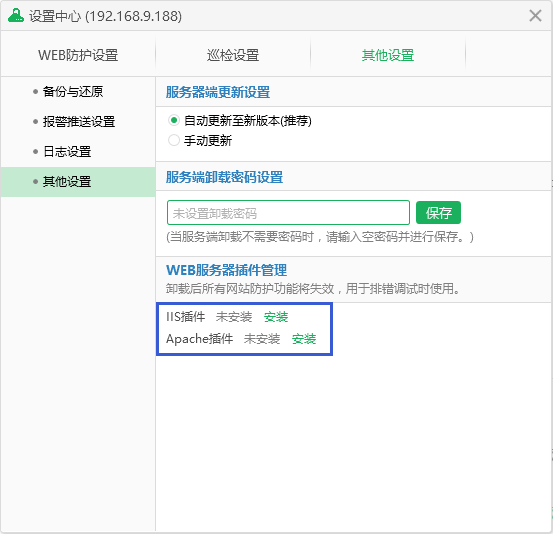 设置中心 (192.168.9.188)
WEB防护设置 巡检设置 其他设置
备份与还原
报警推送设置
日志设置
其他设置
服务器端更新设置
自动更新至新版本(推荐)
手动更新
服务端卸载密码设置
未设置卸载密码 保存
(当服务端卸载不需要密码时，请输入空密码并进行保存。)
WEB服务器插件管理
卸载后所有网站防护功能将失效，用于排错调试时使用。
IIS插件 未安装 安装
Apache插件 未安装 安装